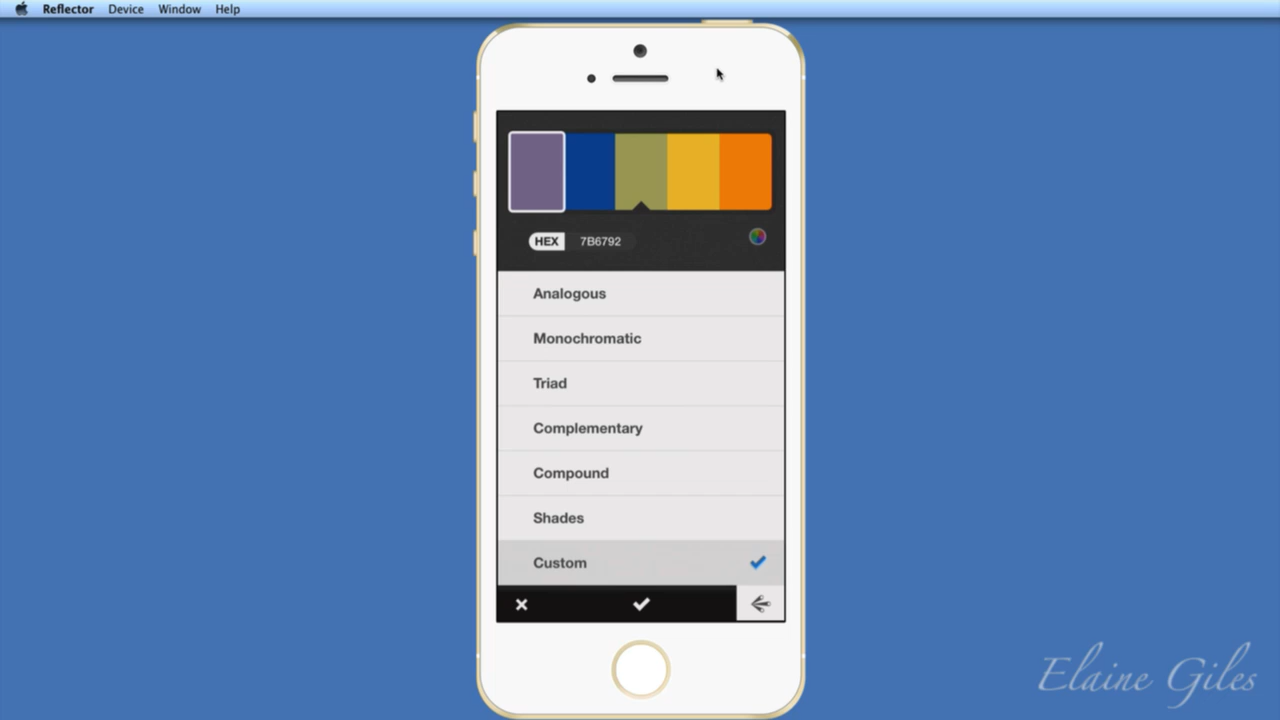 Reflector Device Window Help
HEX 7B6792
Analogous
Monochromatic
Triad
Complementary
Compound
Shades
Custom
Elaine Giles